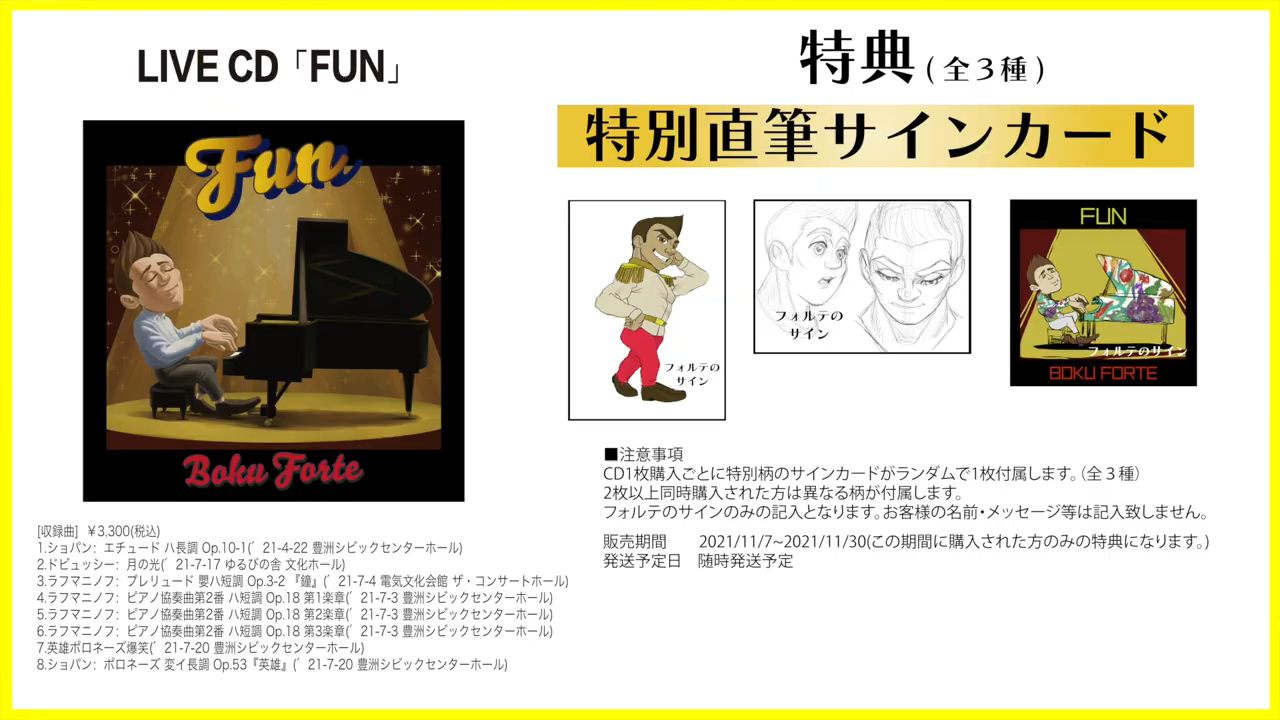 LIVE CD「FUN」
Fun
Boku Forte
[収録曲] ¥3,300(税込)
1.ショパン: エチュード ハ長調 Op.10-1(′21-4-22 豊洲シビックセンターホール)
2.ドビュッシー: 月の光(′21-7-17 ゆるびの舎 文化ホール)
3.ラフマニノフ: プレリュード 嬰ハ短調 Op.3-2 『鐘』(′21-7-4 電気文化会館 ザ・コンサートホール)
4.ラフマニノフ: ピアノ協奏曲第2番 ハ短調 Op.18 第1楽章(′21-7-3 豊洲シビックセンターホール)
5.ラフマニノフ: ピアノ協奏曲第2番 ハ短調 Op.18 第2楽章(′21-7-3 豊洲シビックセンターホール)
6.ラフマニノフ: ピアノ協奏曲第2番 ハ短調 Op.18 第3楽章(′21-7-3 豊洲シビックセンターホール)
7.英雄ポロネーズ爆笑(′21-7-20 豊洲シビックセンターホール)
8.ショパン: ポロネーズ 変イ長調 Op.53『英雄』(′21-7-20 豊洲シビックセンターホール)
特典(全3種)
特別直筆サインカード
フォルテの
サイン
フォルテの
サイン
FUN
フォルテのサイン
BOKU FORTE
■注意事項
CD1枚購入ごとに特別柄のサインカードがランダムで1枚付属します。(全3種)
2枚以上同時購入された方は異なる柄が付属します。
フォルテのサインのみの記入となります。お客様の名前・メッセージ等は記入致しません。
販売期間 2021/11/7~2021/11/30(この期間に購入された方のみの特典になります。)
発送予定日 随時発送予定